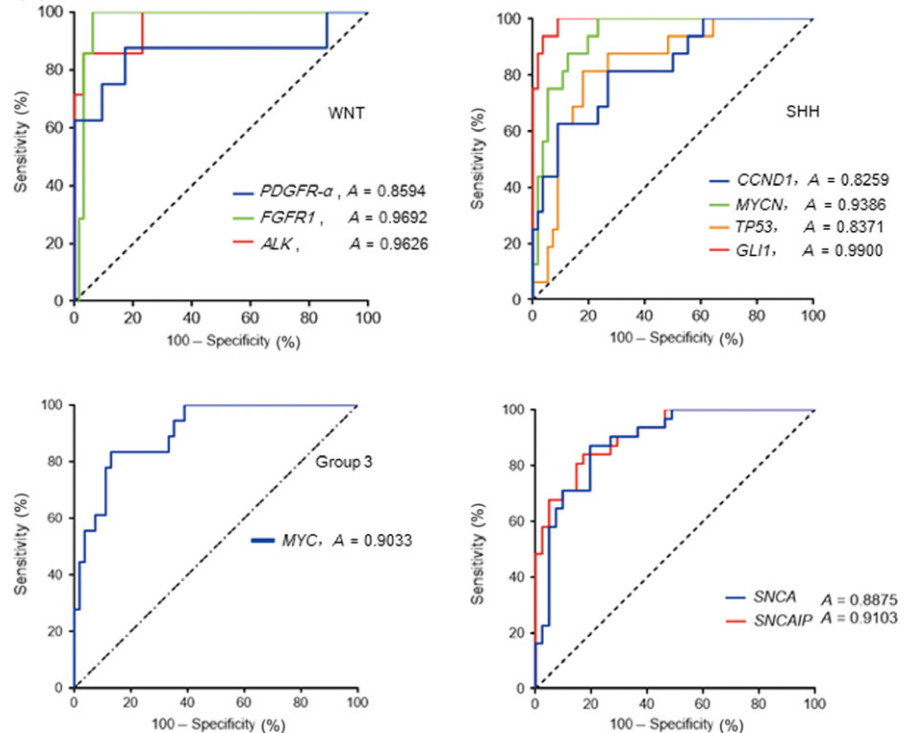 100
80
60
40
20
0
Sensitivity (%)
WNT
PDGFR-α , A = 0.8594
FGFR1 , A = 0.9692
ALK , A = 0.9626
0 20 40 60 80 100
100 – Specificity (%)
100
80
60
40
20
0
Sensitivity (%)
SHH
CCND1, A = 0.8259
MYCN, A = 0.9386
TP53, A = 0.8371
GLI1, A = 0.9900
0 20 40 60 80 100
100 – Specificity (%)
100
80
60
40
20
0
Sensitivity (%)
Group 3
MYC, A = 0.9033
0 20 40 60 80 100
100 – Specificity (%)
100
80
60
40
20
0
Sensitivity (%)
SNCA A = 0.8875
SNCAIP A = 0.9103
0 20 40 60 80 100
100 – Specificity (%)